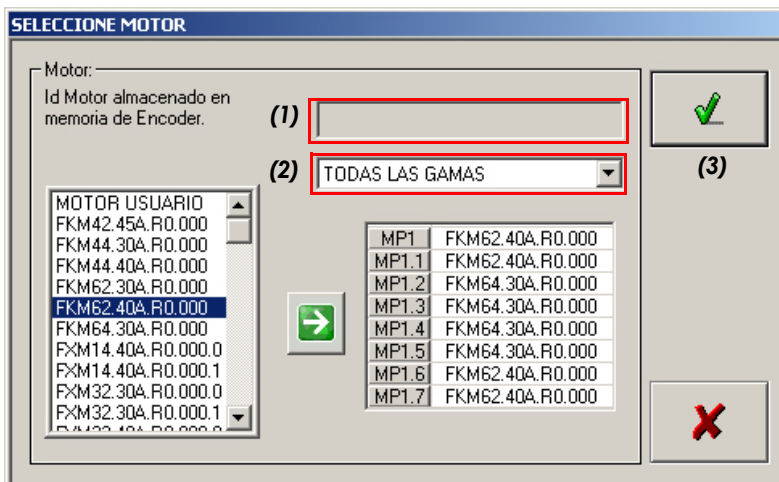 SELECCIONE MOTOR
Motor:
Id Motor almacenado en
memoria de Encoder.
(1)
(2)
TODAS LAS GAMAS
(3)
MOTOR USUARIO
FKM42.45A.R0.000
FKM44.30A.R0.000
FKM44.40A.R0.000
FKM62.30A.R0.000
FKM62.40A.R0.000
FKM64.30A.R0.000
FXM14.40A.R0.000.0
FXM14.40A.R0.000.1
FXM32.30A.R0.000.0
FXM32.30A.R0.000.1
MP1 FKM62.40A.R0.000
MP1.1 FKM62.40A.R0.000
MP1.2 FKM64.30A.R0.000
MP1.3 FKM64.30A.R0.000
MP1.4 FKM64.30A.R0.000
MP1.5 FKM64.30A.R0.000
MP1.6 FKM62.40A.R0.000
MP1.7 FKM62.40A.R0.000